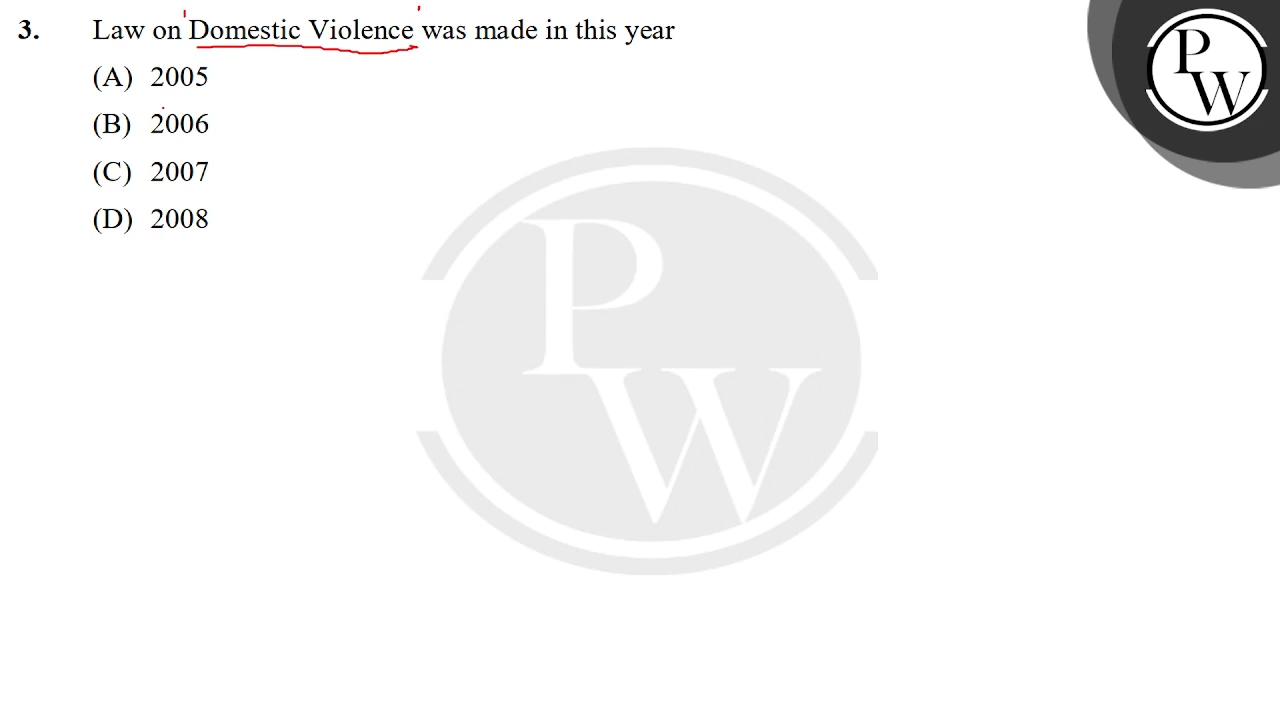 3. Law on 'Domestic Violence' was made in this year
(A) 2005
(B) 2006
(C) 2007
(D) 2008
P
W
P
W